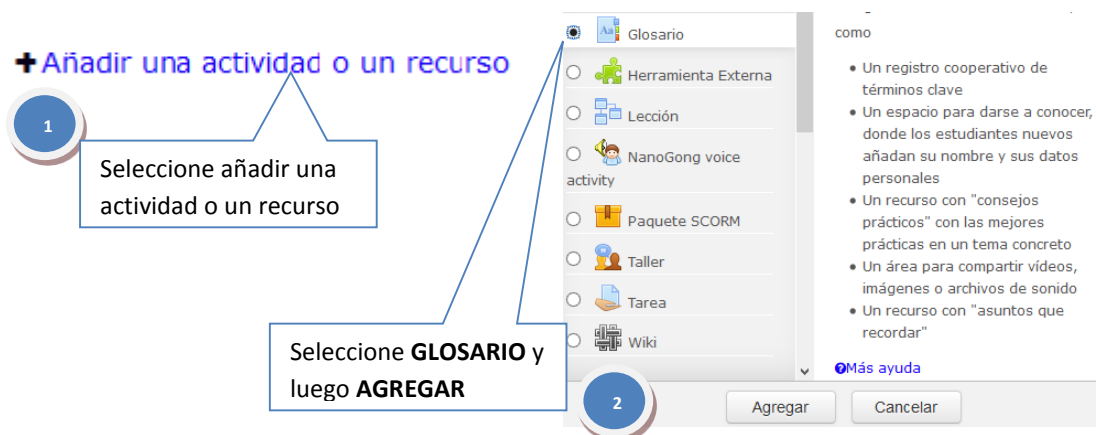 +Añadir una actividad o un recurso
1
Seleccione añadir una
actividad o un recurso
Glosario
Herramienta Externa
Lección
NanoGong voice
activity
Paquete SCORM
Taller
Tarea
Wiki
Seleccione GLOSARIO y
luego AGREGAR
2
como
• Un registro cooperativo de
términos clave
• Un espacio para darse a conocer,
donde los estudiantes nuevos
añadan su nombre y sus datos
personales
• Un recurso con "consejos
prácticos" con las mejores
prácticas en un tema concreto
• Un área para compartir vídeos,
imágenes o archivos de sonido
• Un recurso con "asuntos que
recordar"
Más ayuda
Agregar
Cancelar